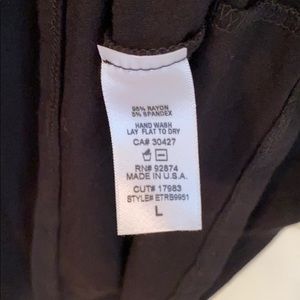 95% RAYON
5% SPANDEX
HAND WASH
LAY FLAT TO DRY
CA# 30427
RN# 92874
MADE IN U.S.A.
CUT# 17983
STYLE# ETRB9951
L